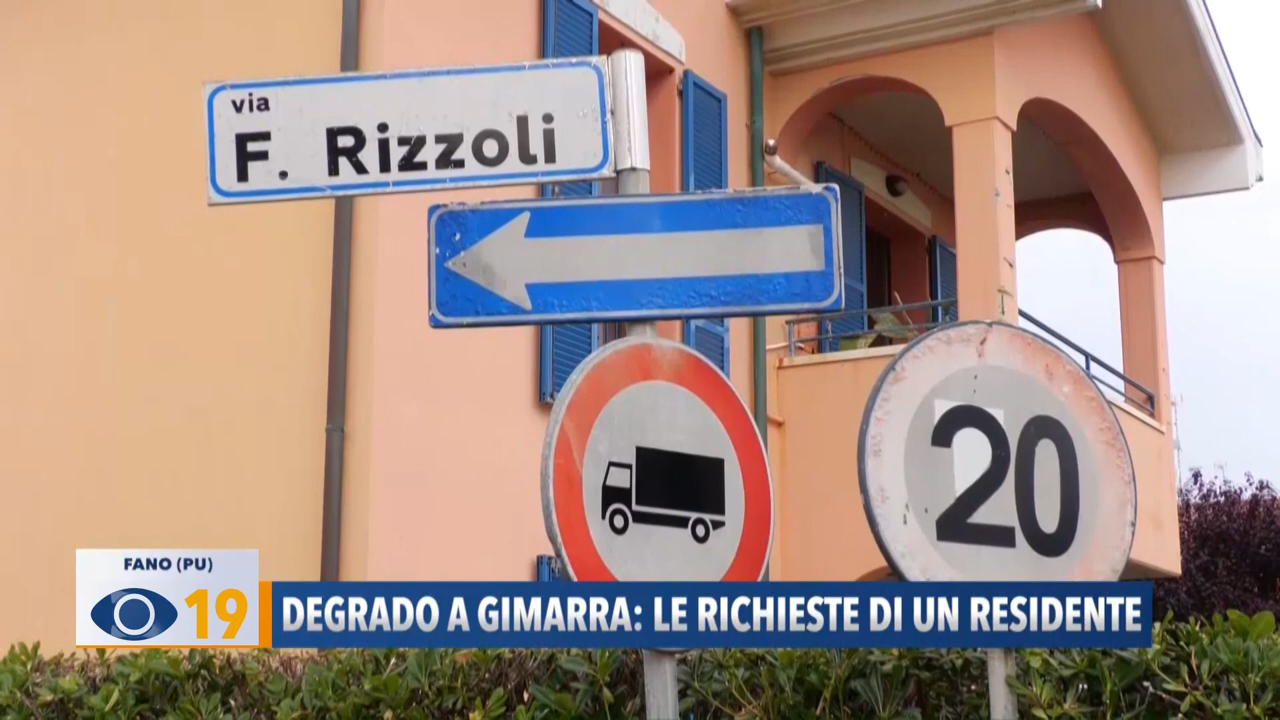 via
F. Rizzoli
20
FANO (PU)
19
DEGRADO A GIMARRA: LE RICHIESTE DI UN RESIDENTE